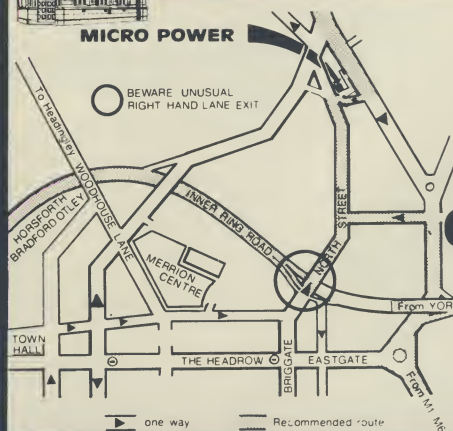 MICRO POWER
BEWARE UNUSUAL
RIGHT HAND LANE EXIT
To Headingley
WOODHOUSE LANE
HORSFORTH
BRADFORD OTLEY
INNER RING ROAD
NORTH STREET
MERRION
CENTRE
From YOR
TOWN
HALL
THE HEADROW
BRIGGATE
EASTGATE
From M1 M6
one way
Recommended route